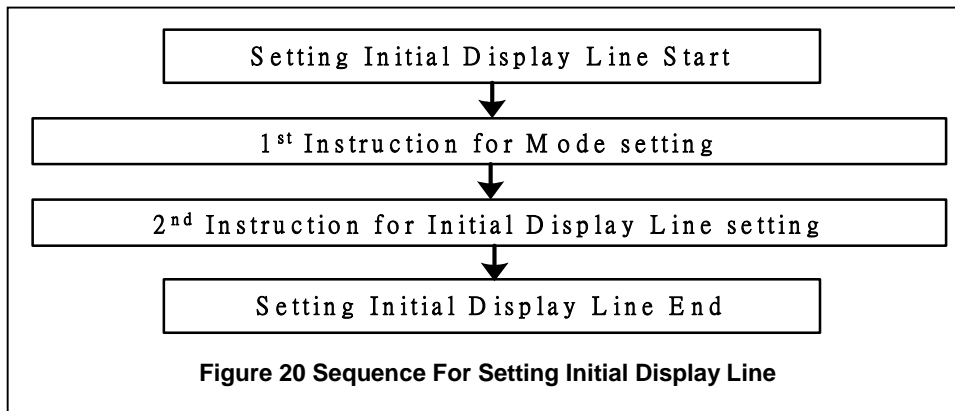 Setting Initial Display Line Start
1st Instruction for Mode setting
2nd Instruction for Initial Display Line setting
Setting Initial Display Line End
Figure 20 Sequence For Setting Initial Display Line